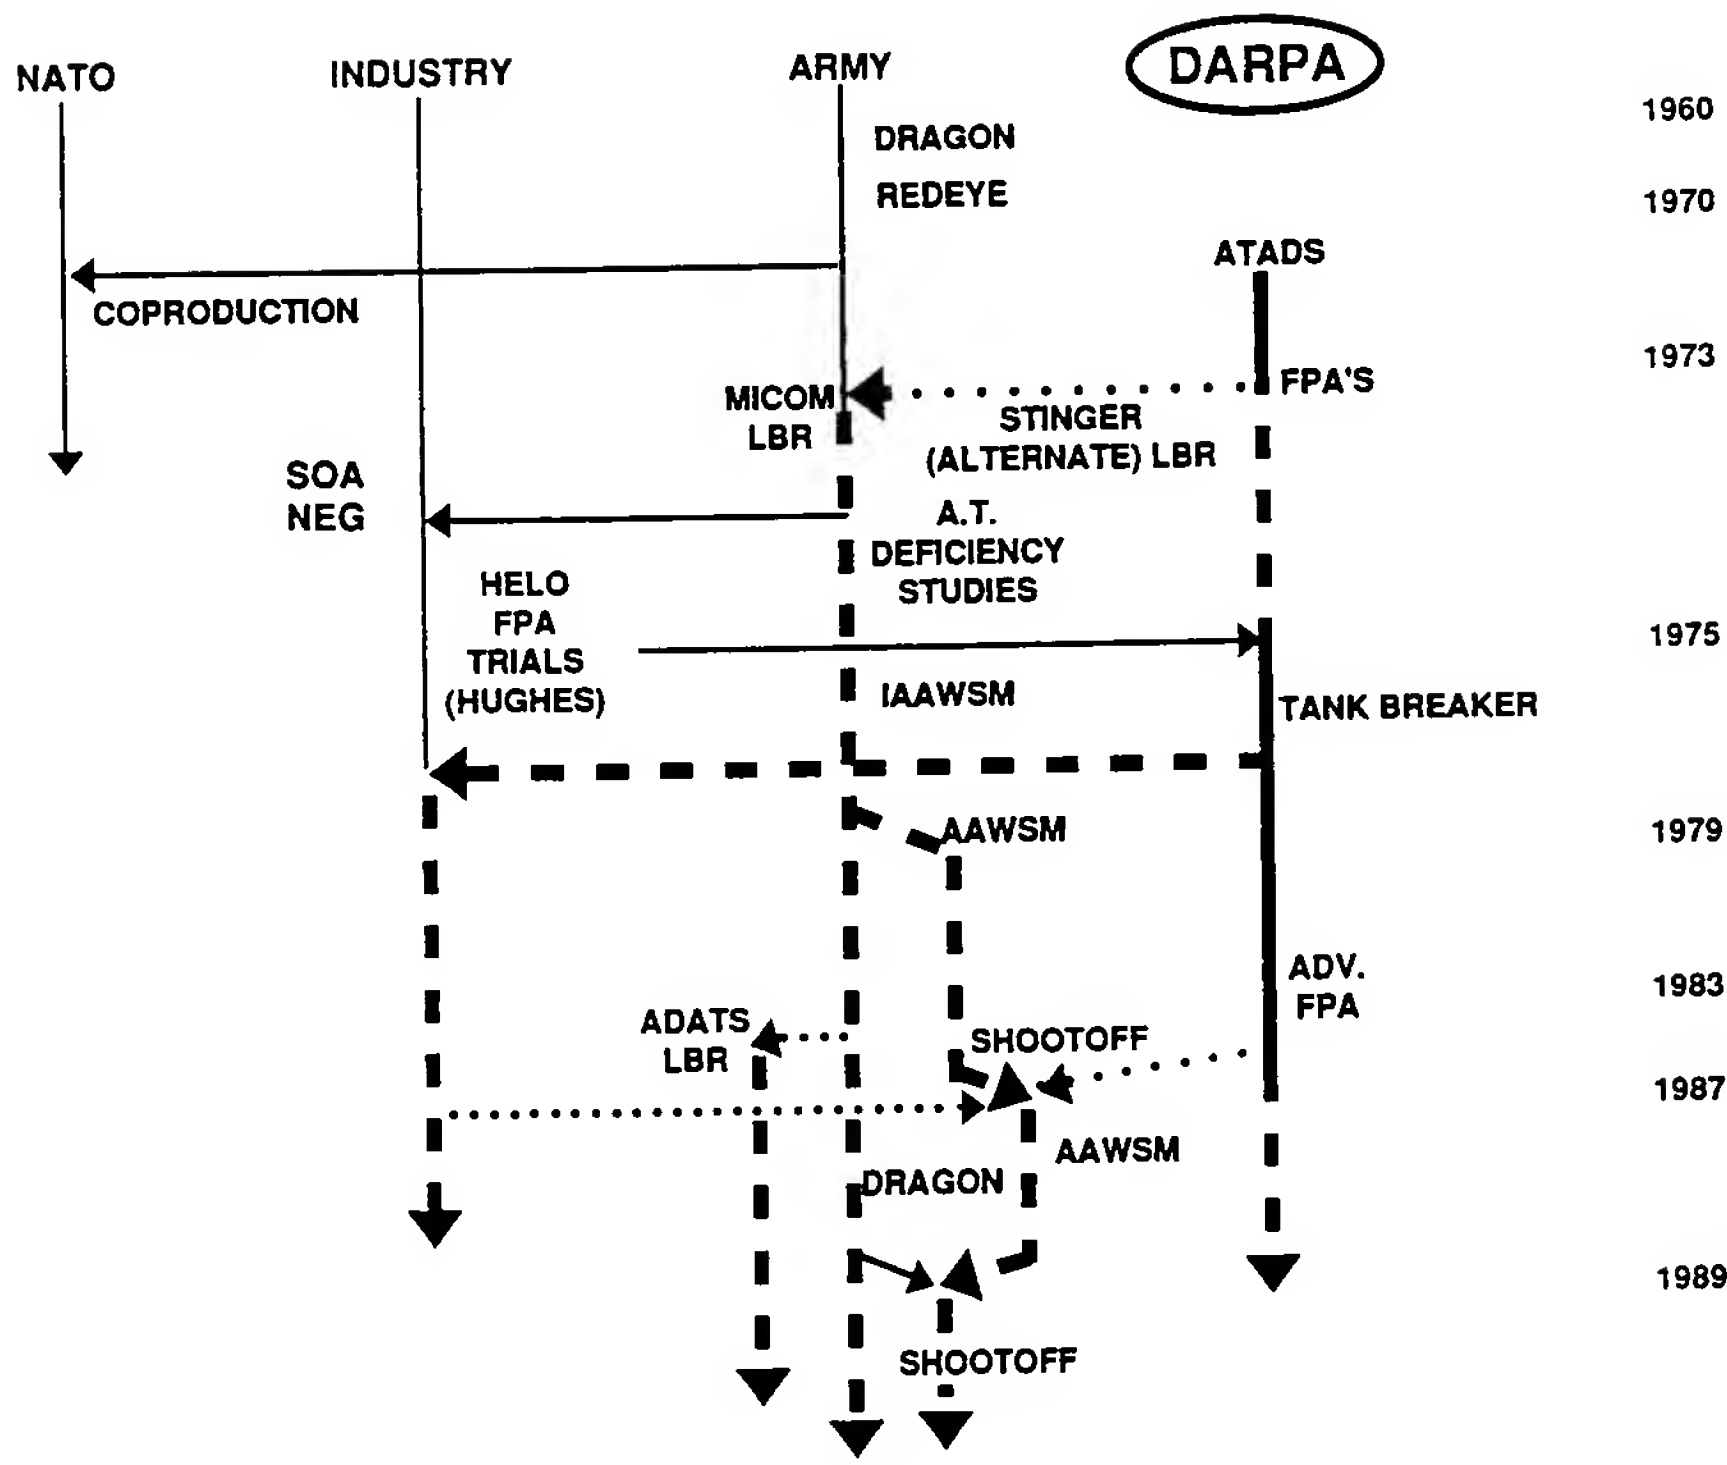 NATO
INDUSTRY
ARMY
DARPA
1960
DRAGON
REDEYE
1970
ATADS
COPRODUCTION
1973
FPA'S
MICOM
LBR
STINGER
(ALTERNATE) LBR
SOA
NEG
A.T.
DEFICIENCY
STUDIES
HELO
FPA
TRIALS
(HUGHES)
1975
IAAWSM
TANK BREAKER
AAWSM
1979
ADV.
FPA
1983
ADATS
LBR
SHOOTOFF
1987
AAWSM
DRAGON
1989
SHOOTOFF